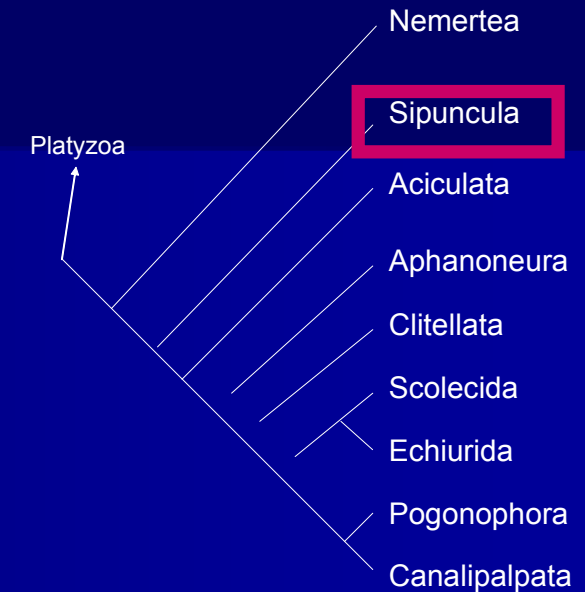 Nemertea
Sipuncula
Platyzoa
Aciculata
Aphanoneura
Clitellata
Scolecida
Echiurida
Pogonophora
Canalipalpata